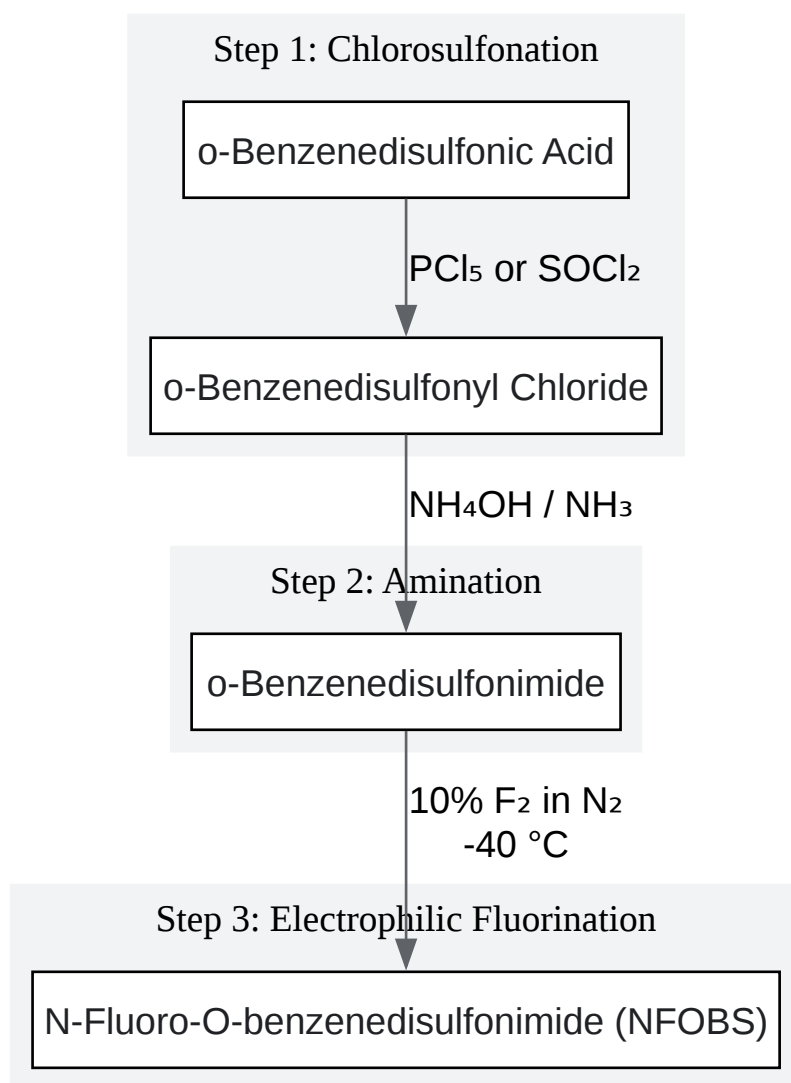 Step 1: Chlorosulfonation
o-Benzenedisulfonic Acid
PCl₅ or SOCl₂
o-Benzenedisulfonyl Chloride
NH₄OH / NH₃
Step 2: Amination
o-Benzenedisulfonimide
10% F₂ in N₂
-40 °C
Step 3: Electrophilic Fluorination
N-Fluoro-O-benzenedisulfonimide (NFOBS)